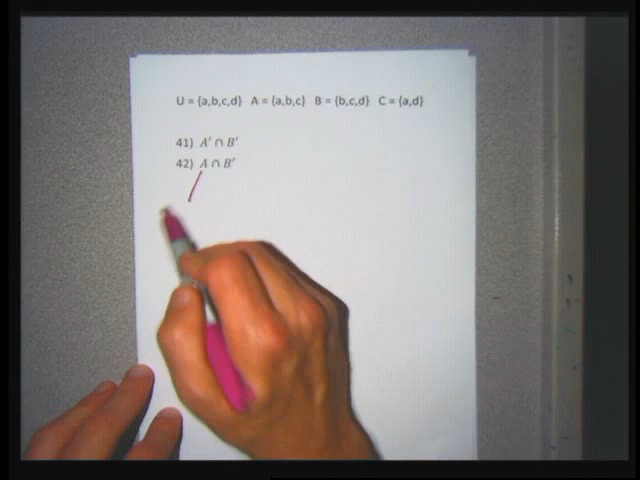 U = {a,b,c,d} A = {a,b,c} B = {b,c,d} C = {a,d}
41) A′ ∩ B′
42) A ∩ B′